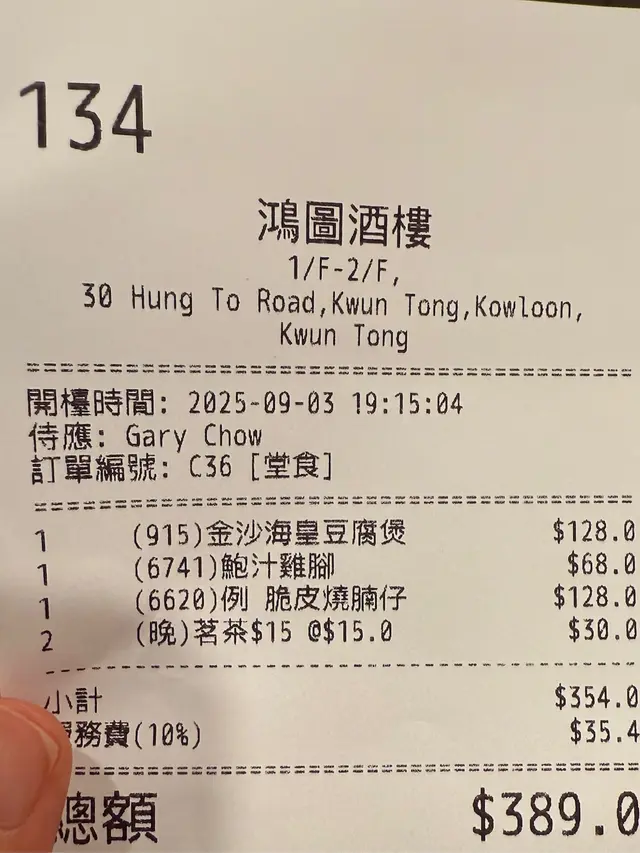 134
鴻圖酒樓
1/F-2/F,
30 Hung To Road,Kwun Tong,Kowloon,
Kwun Tong
開檯時間: 2025-09-03 19:15:04
侍應: Gary Chow
訂單編號: C36 [堂食]
1 (915)金沙海皇豆腐煲 $128.0
1 (6741)鮑汁雞腳 $68.0
1 (6620)例 脆皮燒腩仔 $128.0
2 (晚)茗茶$15 @$15.0 $30.0
小計 $354.0
務費(10%) $35.4
總額 $389.0